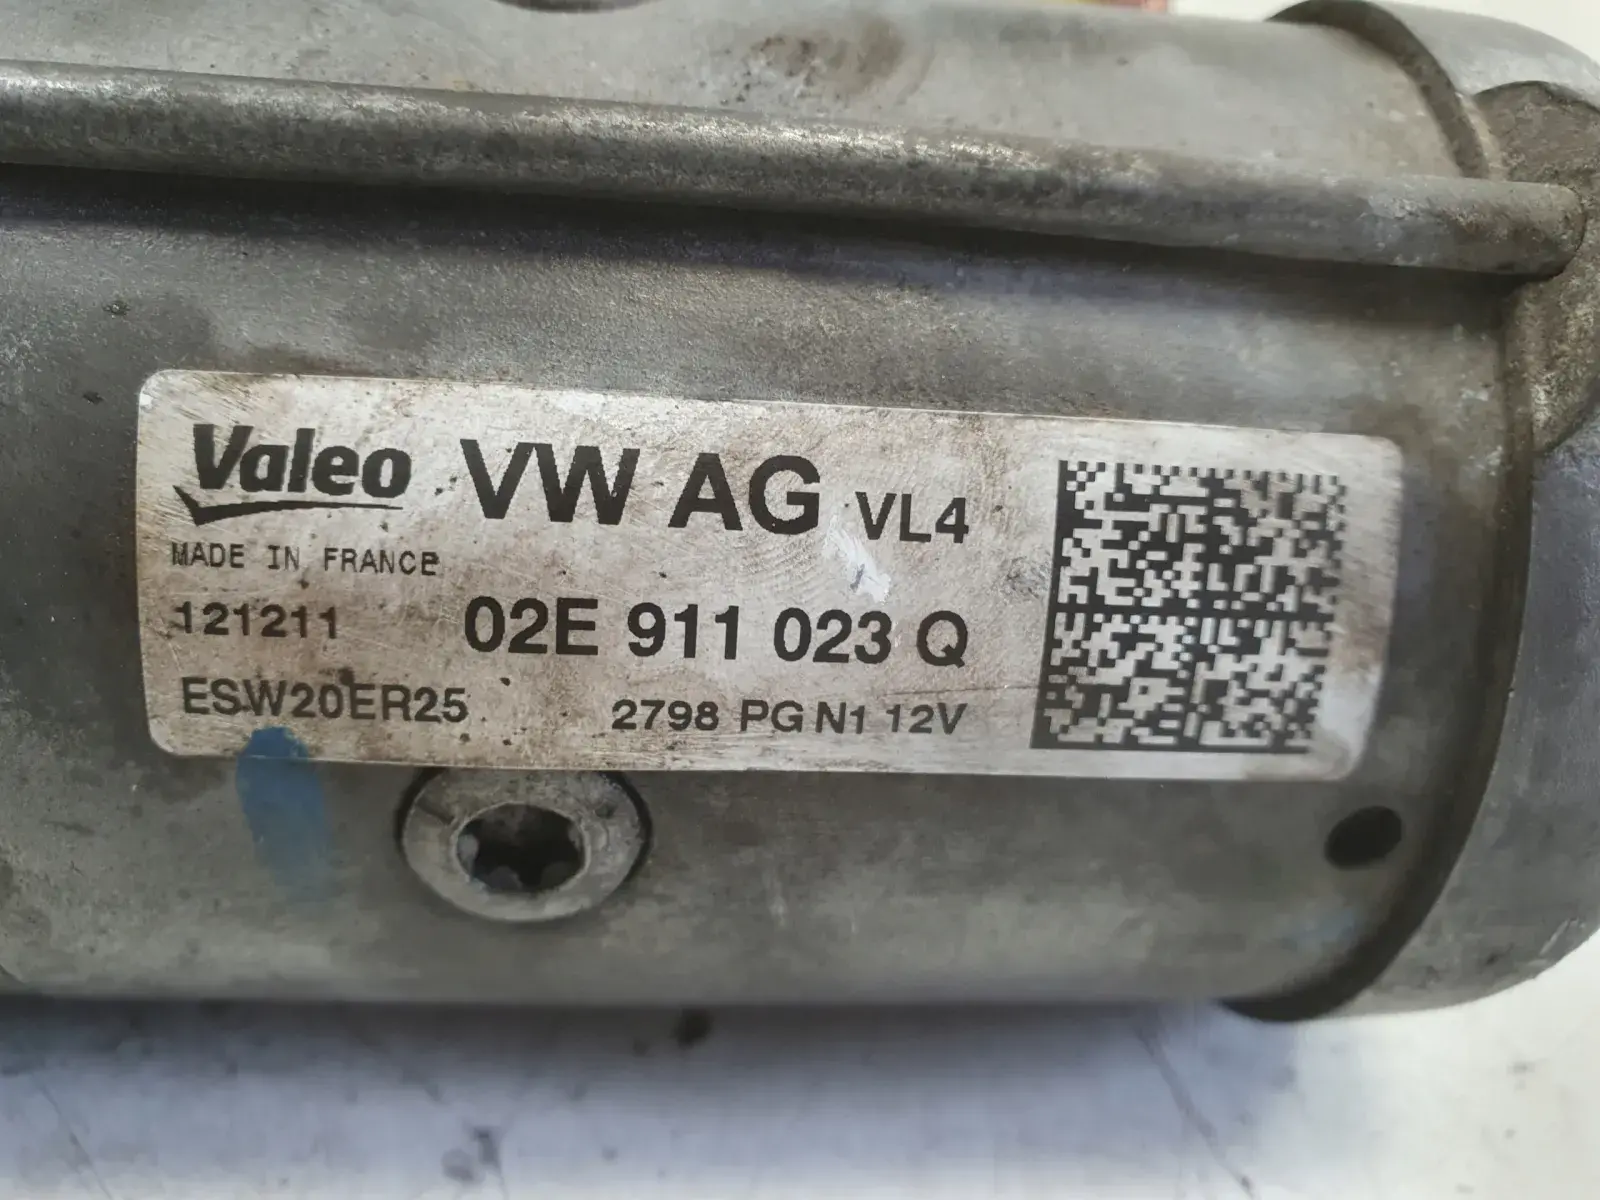 Valeo VW AG VL4
MADE IN FRANCE
121211 02E 911 023 Q
ESW20ER25 2798 PG N1 12V